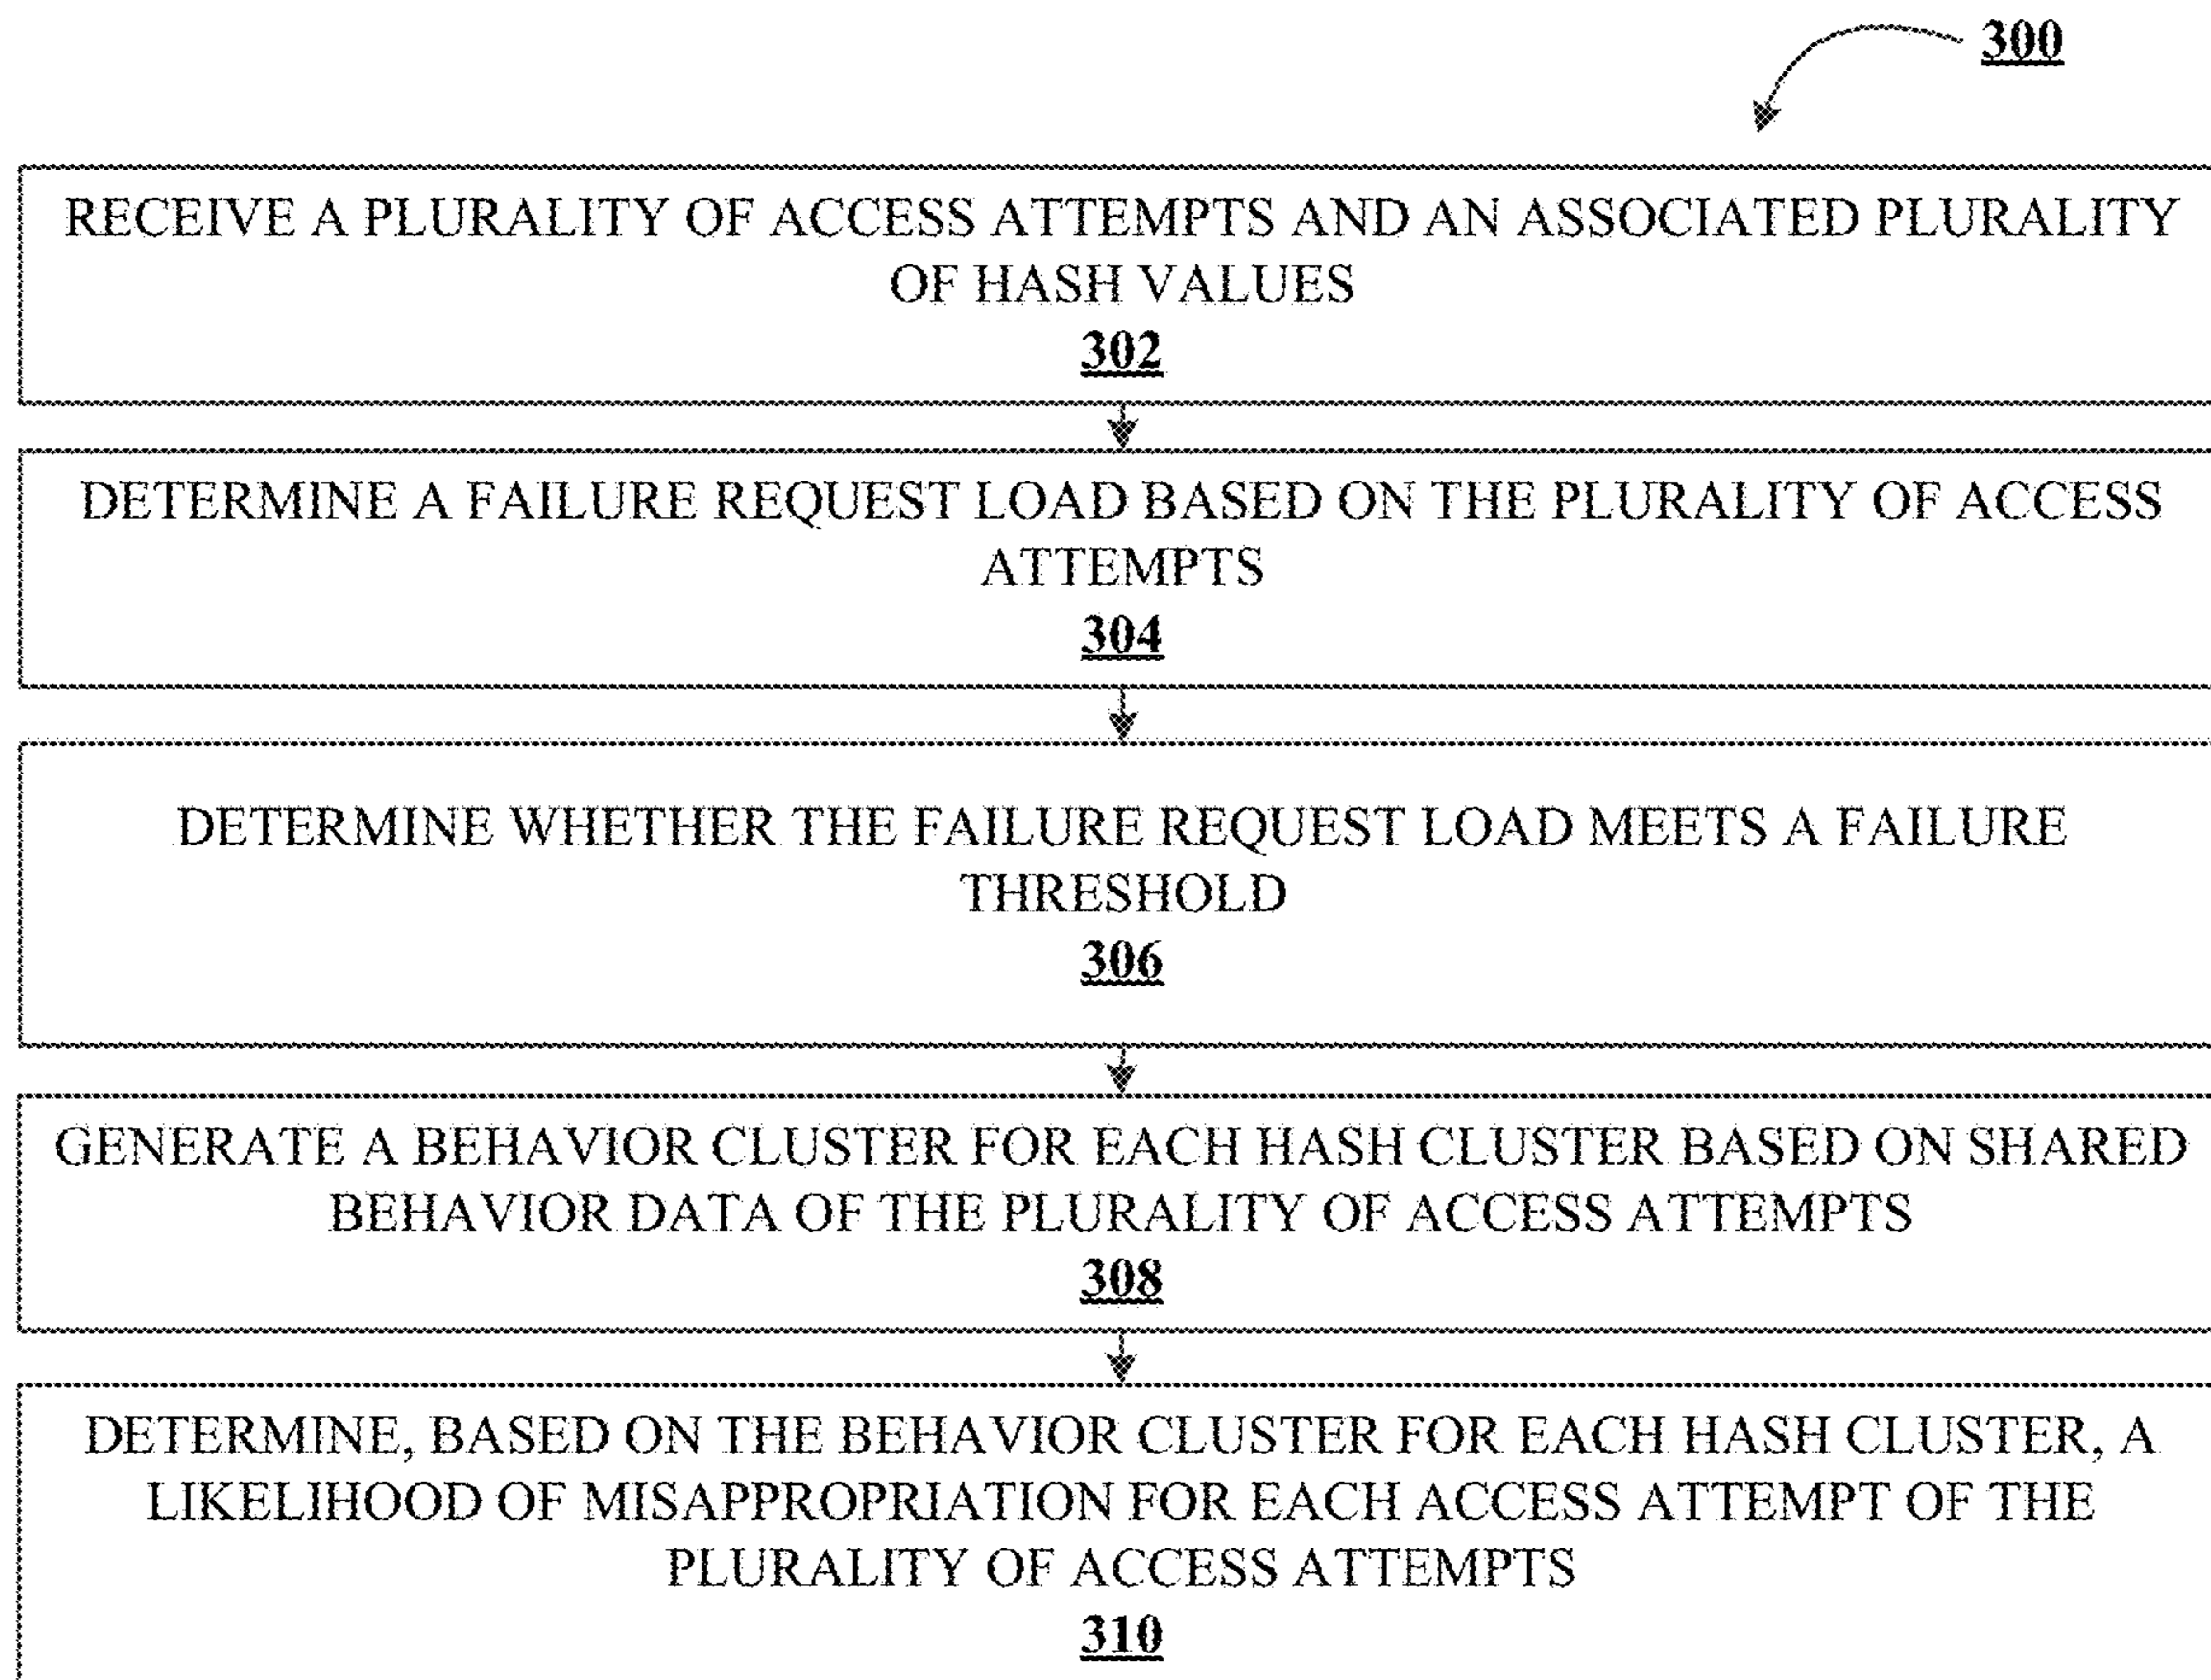 300
RECEIVE A PLURALITY OF ACCESS ATTEMPTS AND AN ASSOCIATED PLURALITY
OF HASH VALUES
302
DETERMINE A FAILURE REQUEST LOAD BASED ON THE PLURALITY OF ACCESS
ATTEMPTS
304
DETERMINE WHETHER THE FAILURE REQUEST LOAD MEETS A FAILURE
THRESHOLD
306
GENERATE A BEHAVIOR CLUSTER FOR EACH HASH CLUSTER BASED ON SHARED
BEHAVIOR DATA OF THE PLURALITY OF ACCESS ATTEMPTS
308
DETERMINE, BASED ON THE BEHAVIOR CLUSTER FOR EACH HASH CLUSTER, A
LIKELIHOOD OF MISAPPROPRIATION FOR EACH ACCESS ATTEMPT OF THE
PLURALITY OF ACCESS ATTEMPTS
310